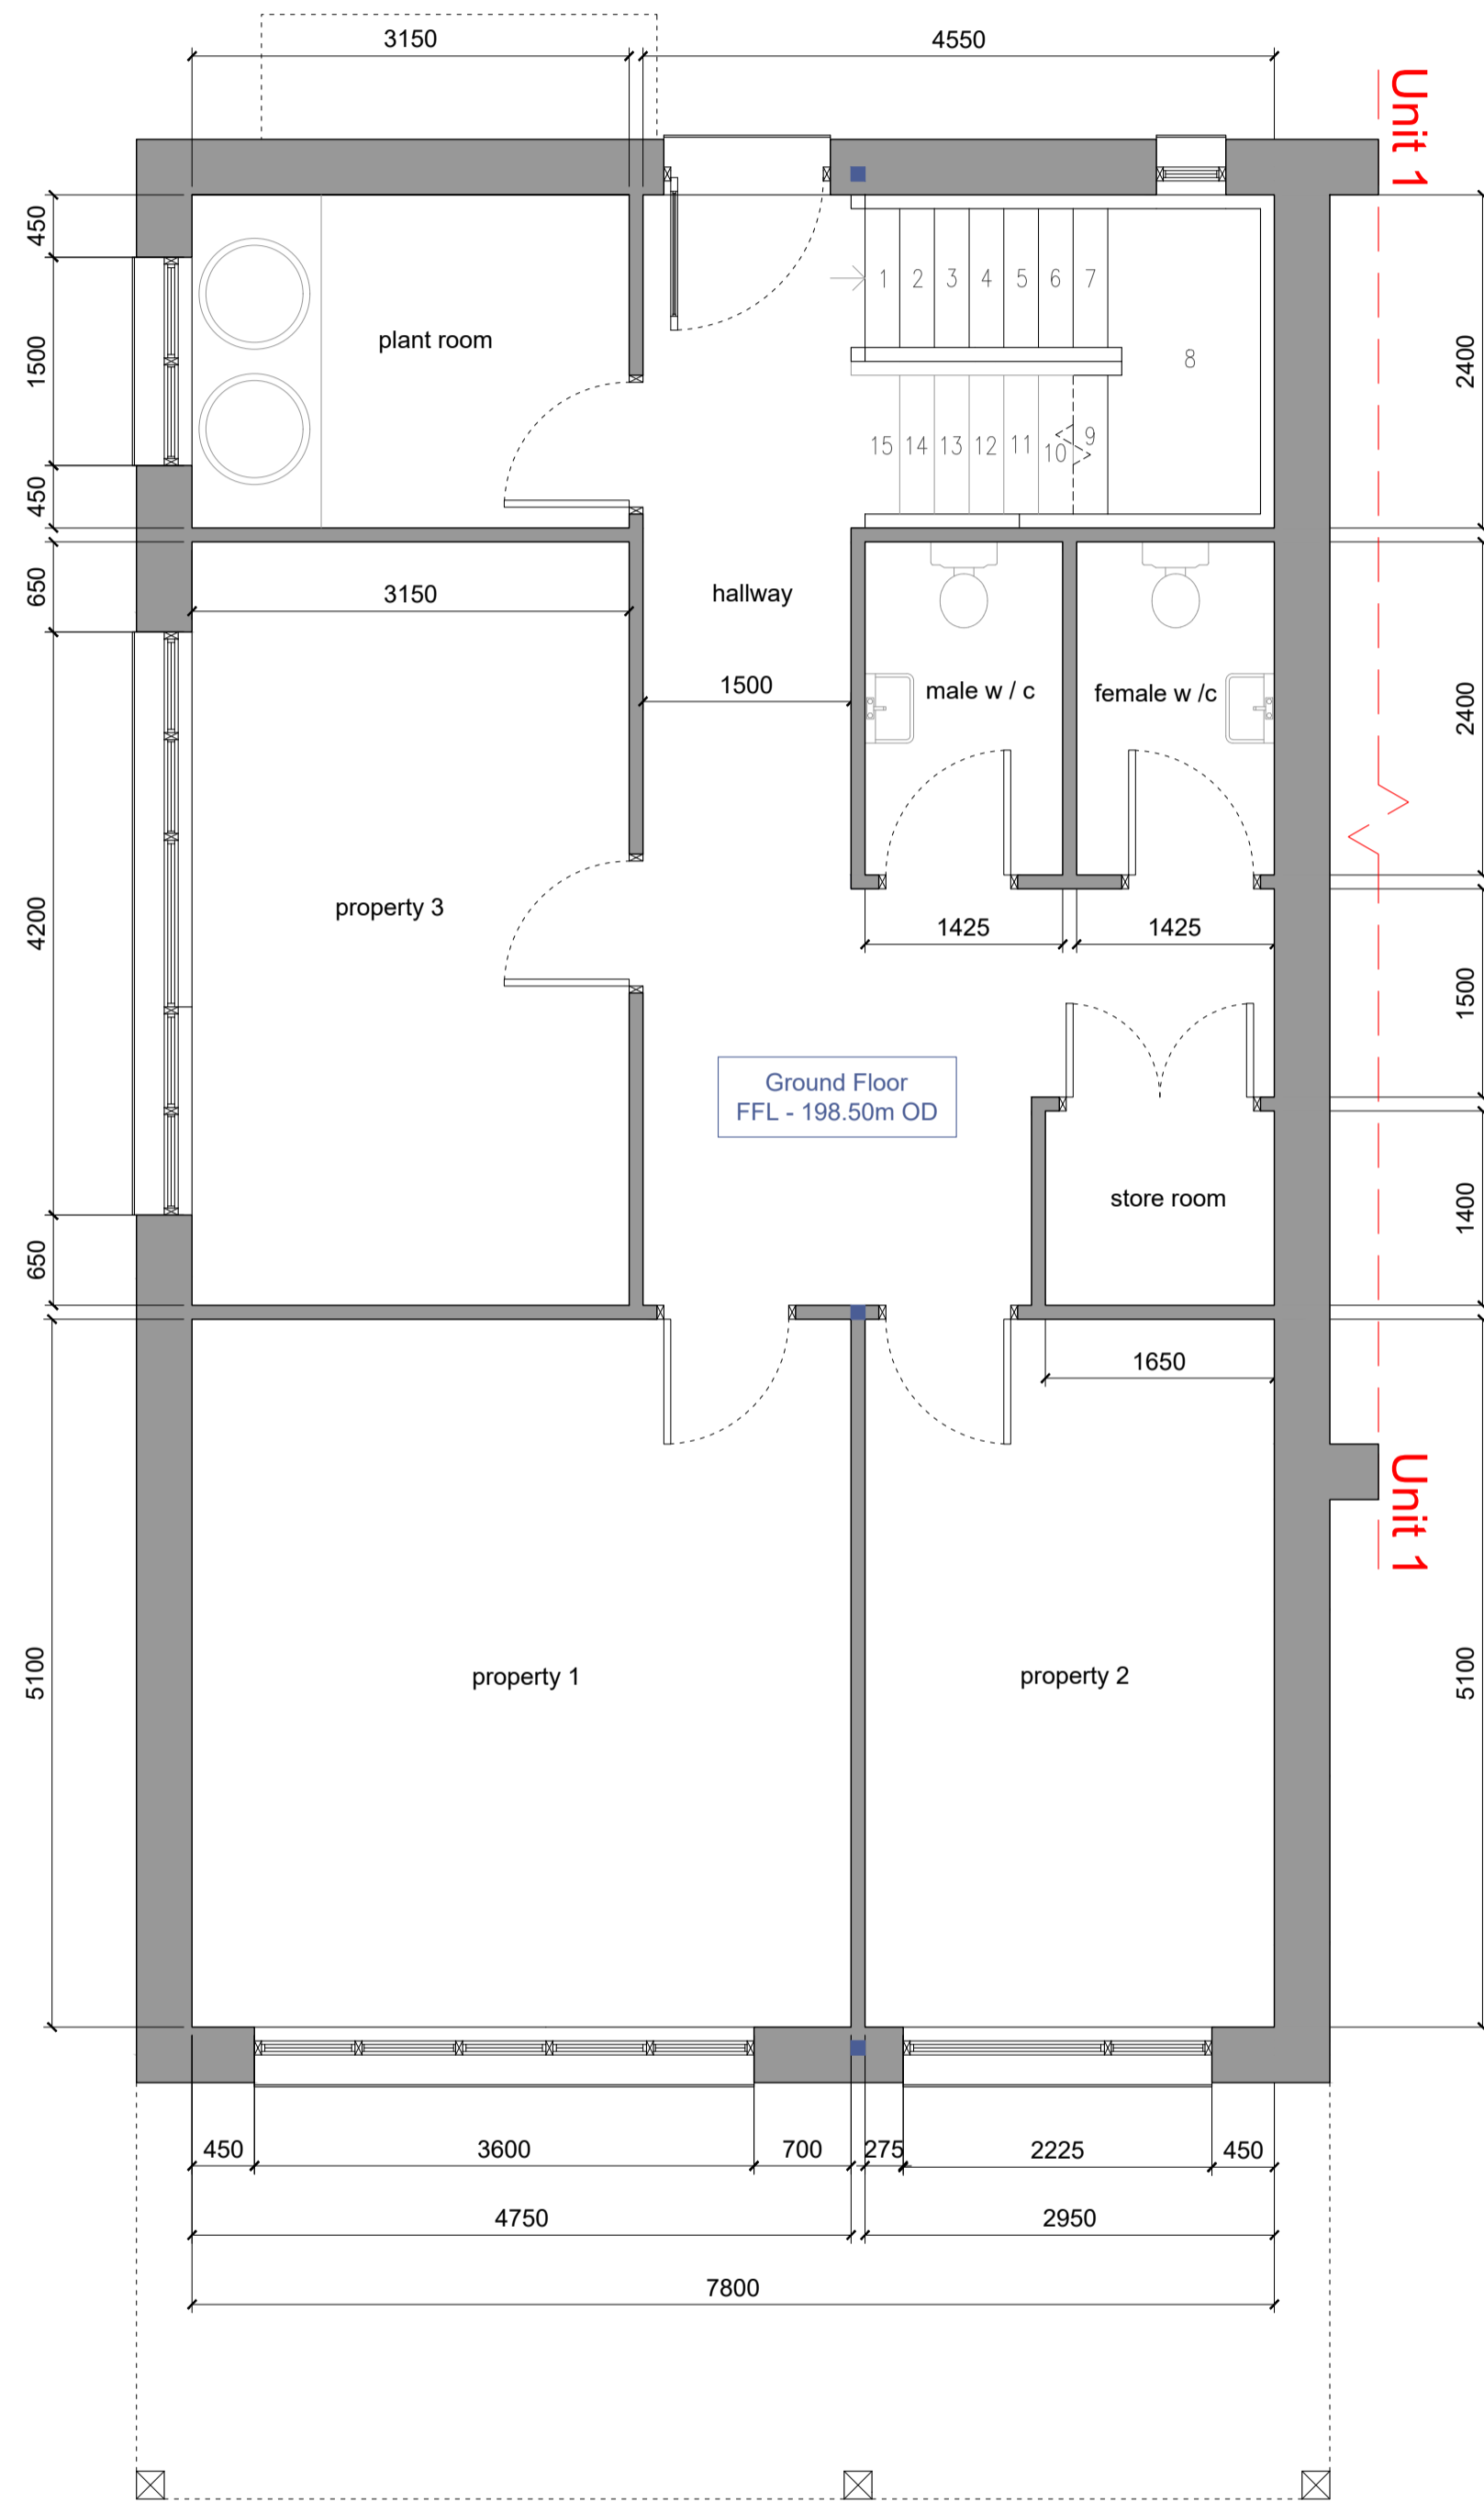 3150
4550
Unit 1
450
1500
450
650
4200
650
5100
plant room
1 2 3 4 5 6 7
8
15 14 13 12 11 10 9
2400
3150
hallway
1500
male w / c
female w /c
2400
property 3
1425
1425
1500
Ground Floor
FFL - 198.50m OD
store room
1400
1650
Unit 1
property 1
property 2
5100
450
3600
700
275
2225
450
4750
2950
7800